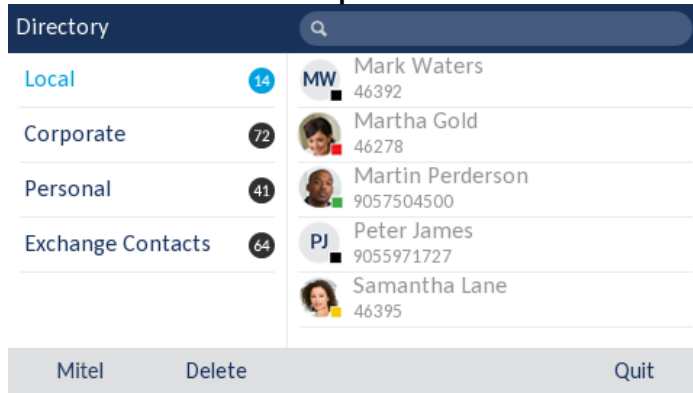 Directory
Local 14
Corporate 72
Personal 41
Exchange Contacts 64
MW Mark Waters
46392
Martha Gold
46278
Martin Perderson
9057504500
PJ Peter James
9055971727
Samantha Lane
46395
Mitel Delete Quit